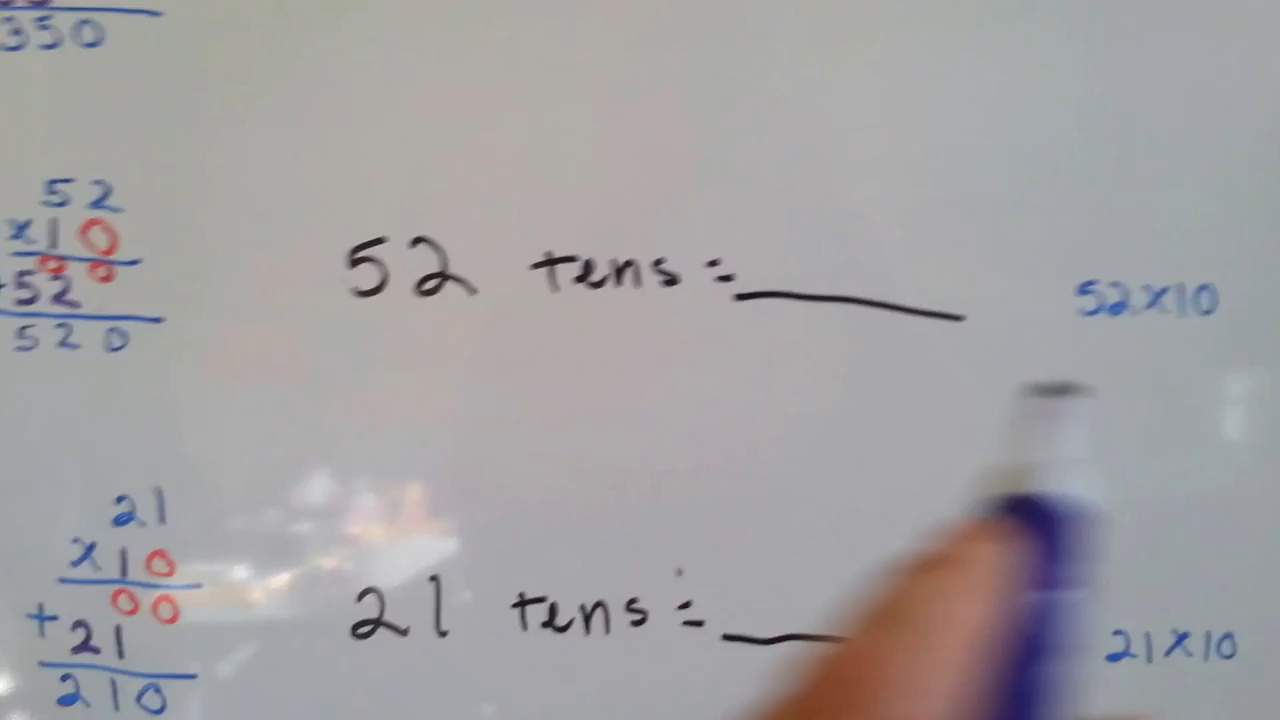 350
52
x10
00
+52
520
52 tens = ____
52x10
21
x10
00
+21
210
21 tens = ____
21x10